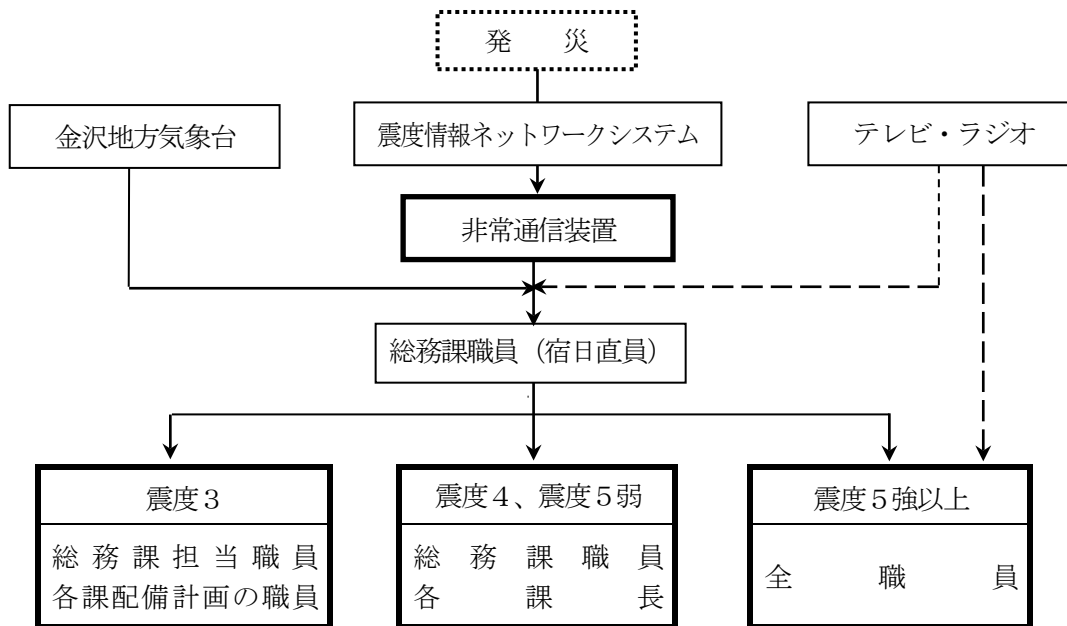 発災
金沢地方気象台
震度情報ネットワークシステム
テレビ・ラジオ
非常通信装置
総務課職員（宿日直員）
震度３
総務課担当職員
各課配備計画の職員
震度４、震度５弱
総務課職員
各課長
震度５強以上
全職員